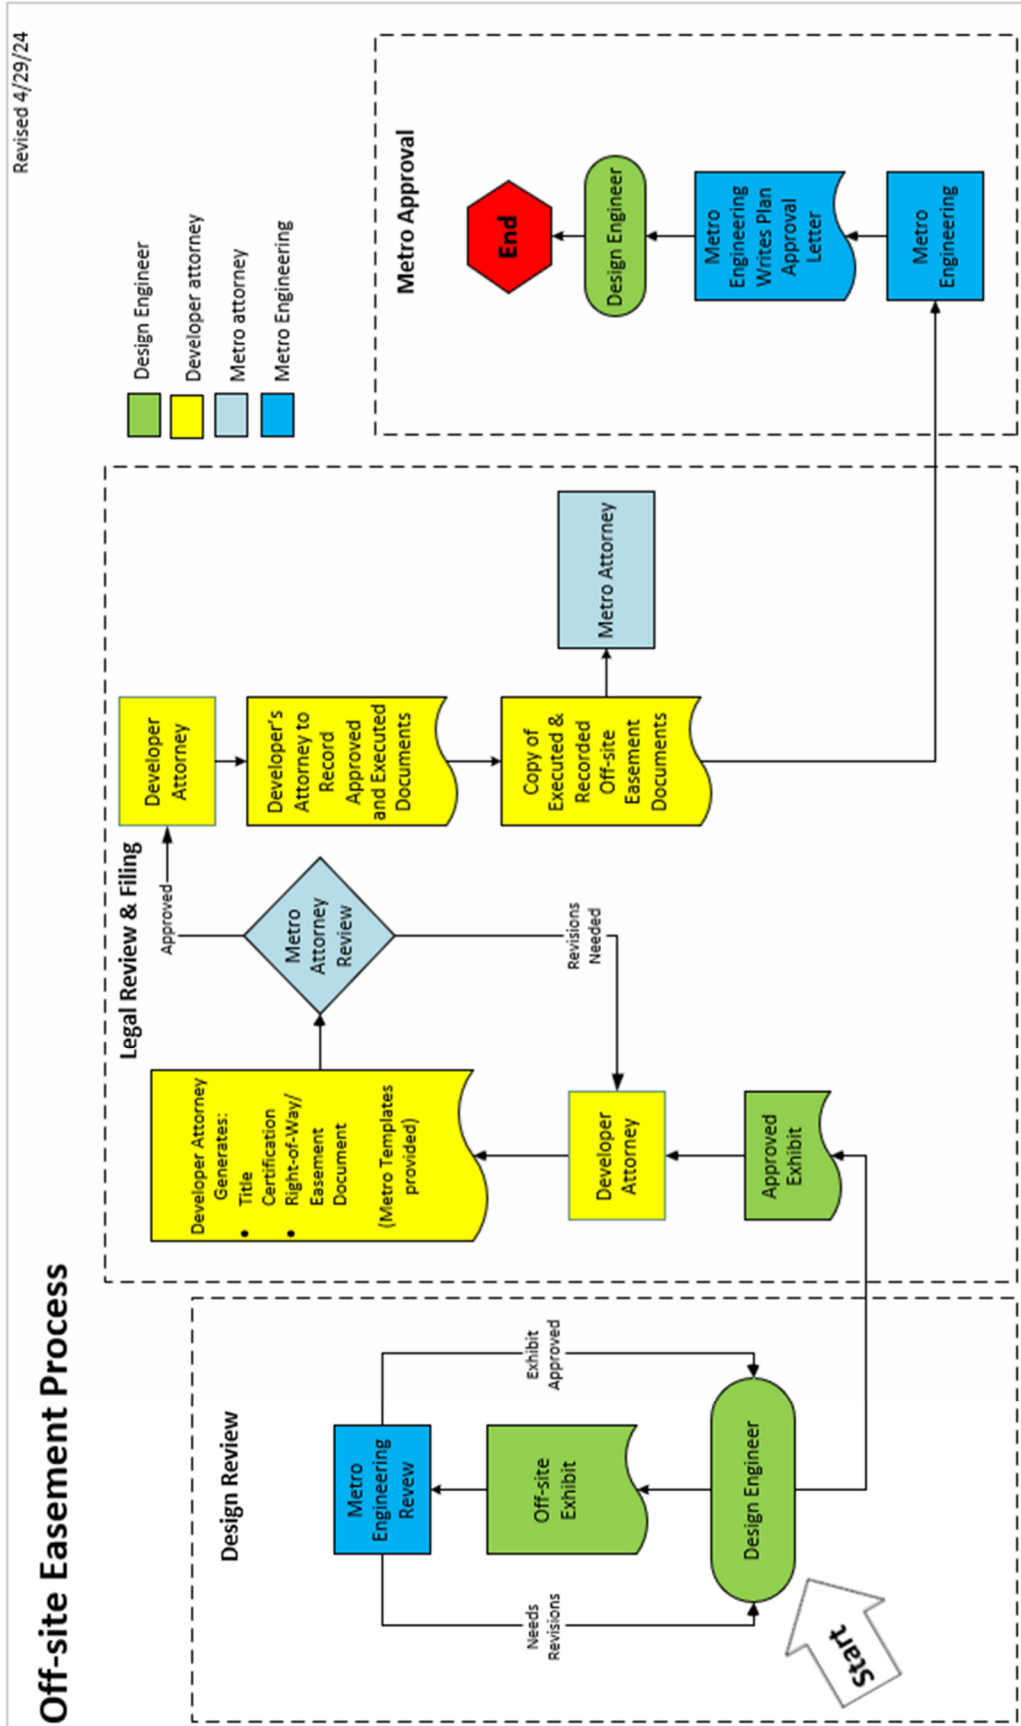 Off-site Easement Process
Revised 4/29/24
Design Engineer
Developer attorney
Metro attorney
Metro Engineering
Design Review
Metro
Engineering
Revew
Needs
Revisions
Exhibit
Approved
Off-site
Exhibit
Design Engineer
Start
Legal Review & Filing
Developer Attorney
Generates:
• Title
Certification
• Right-of-Way/
Easement
Document
(Metro Templates
provided)
Developer
Attorney
Approved
Exhibit
Metro
Attorney
Review
Approved
Revisions
Needed
Developer
Attorney
Developer's
Attorney to
Record
Approved
and Executed
Documents
Copy of
Executed &
Recorded
Off-site
Easement
Documents
Metro Attorney
Metro Approval
End
Design Engineer
Metro
Engineering
Writes Plan
Approval
Letter
Metro
Engineering